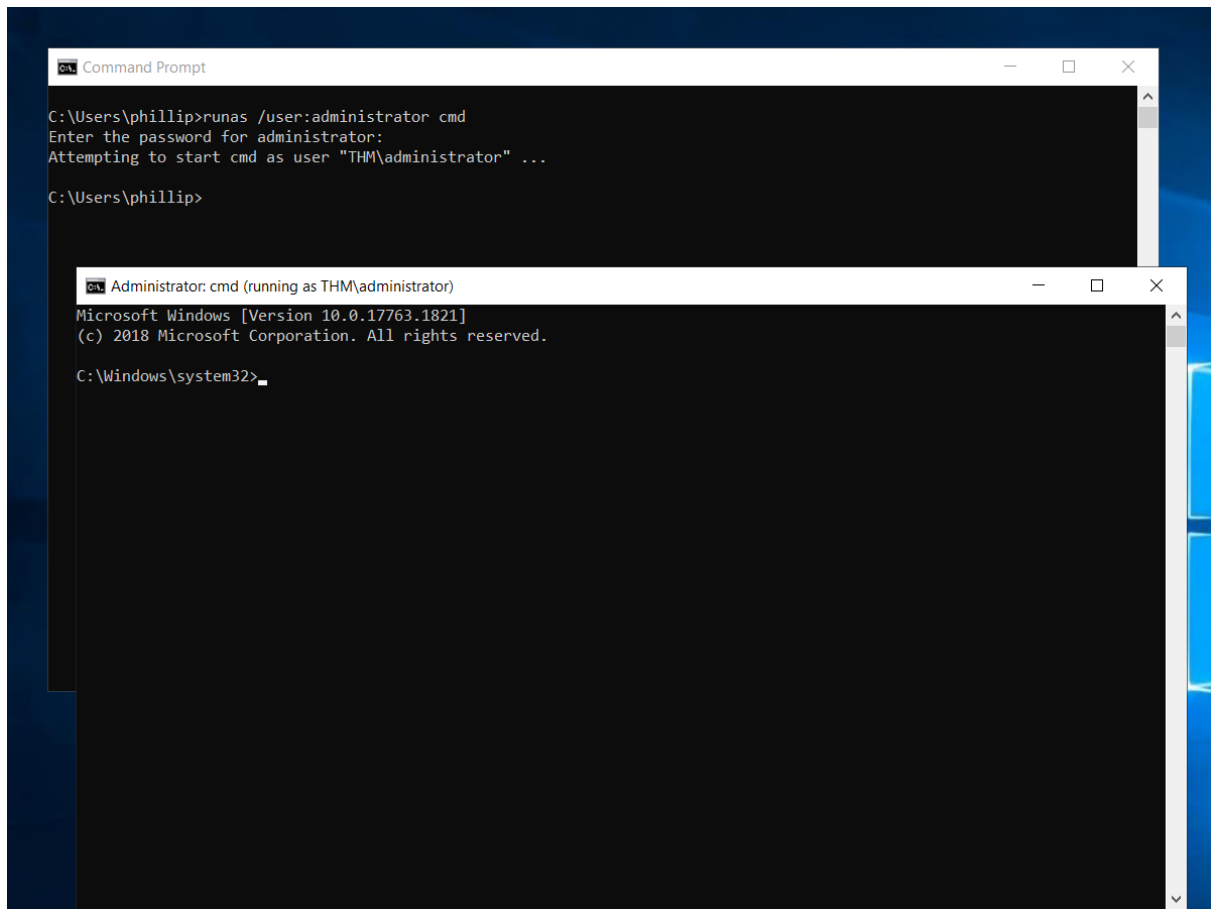 Command Prompt
C:\Users\phillip>runas /user:administrator cmd
Enter the password for administrator:
Attempting to start cmd as user "THM\administrator" ...
C:\Users\phillip>
Administrator: cmd (running as THM\administrator)
Microsoft Windows [Version 10.0.17763.1821]
(c) 2018 Microsoft Corporation. All rights reserved.
C:\Windows\system32>